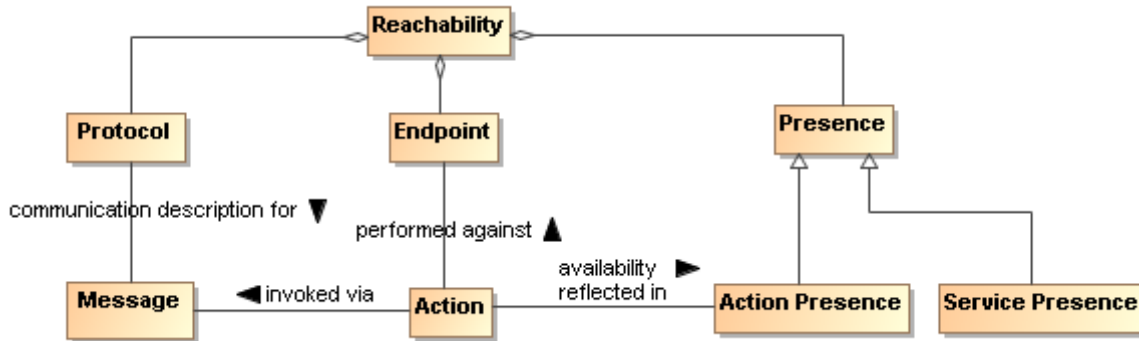 Reachability
Protocol
Endpoint
Presence
communication description for
performed against
availability
reflected in
Message
invoked via
Action
Action Presence
Service Presence